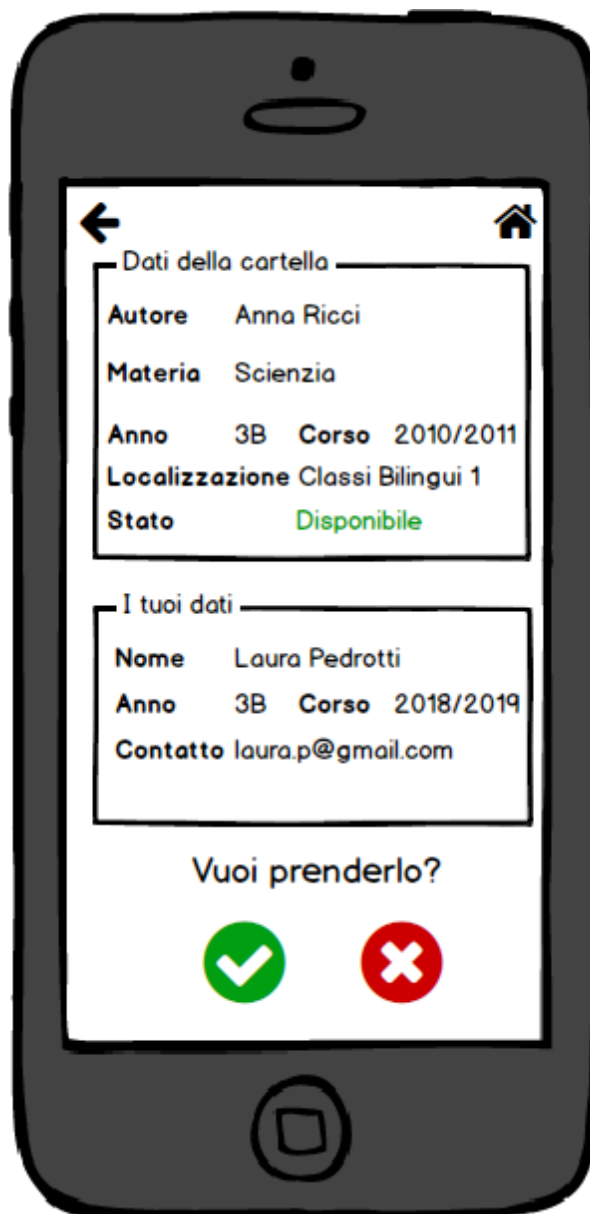 Dati della cartella
Autore Anna Ricci
Materia Scienzia
Anno 3B Corso 2010/2011
Localizzazione Classi Bilingui 1
Stato Disponibile
I tuoi dati
Nome Laura Pedrotti
Anno 3B Corso 2018/2019
Contatto laura.p@gmail.com
Vuoi prenderlo?